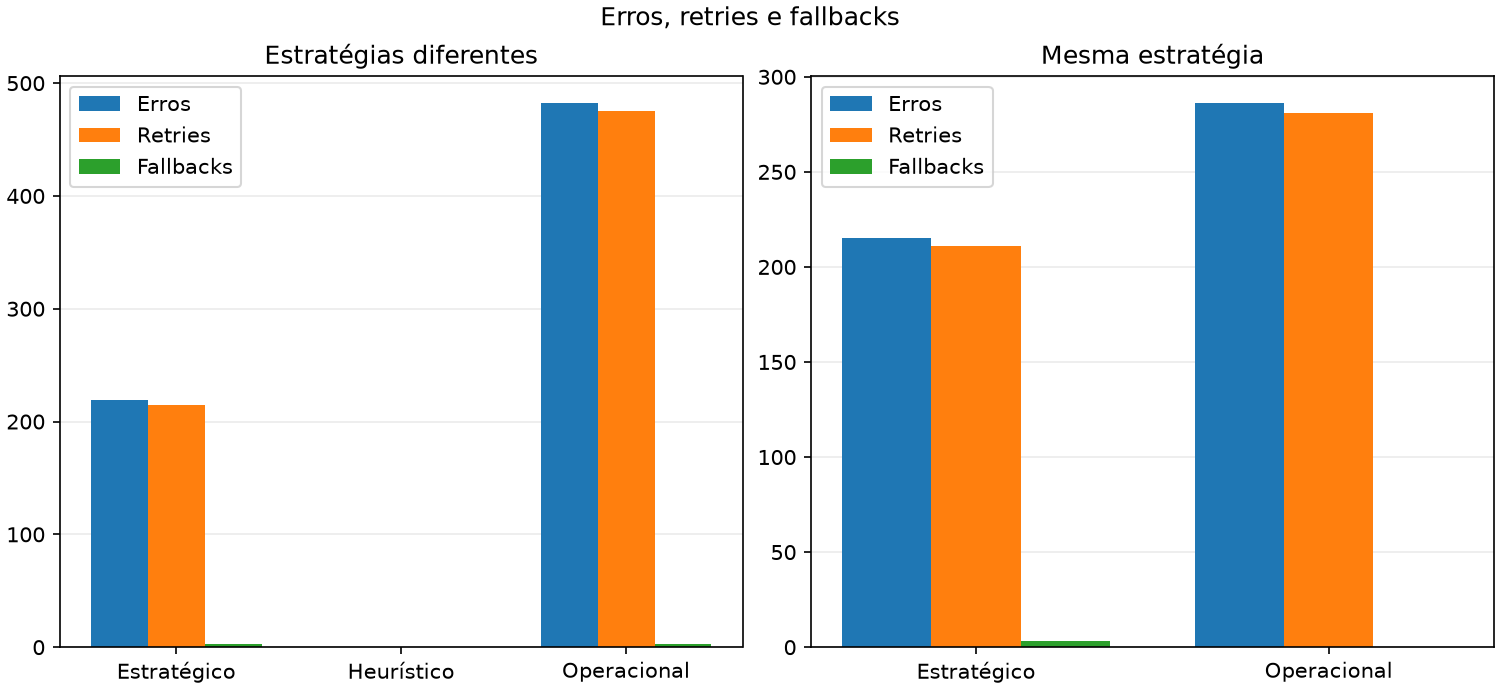 Erros, retries e fallbacks
Estratégias diferentes
500
400
300
200
100
0
Erros
Retries
Fallbacks
Estratégico
Heurístico
Operacional
Mesma estratégia
300
250
200
150
100
50
0
Erros
Retries
Fallbacks
Estratégico
Operacional